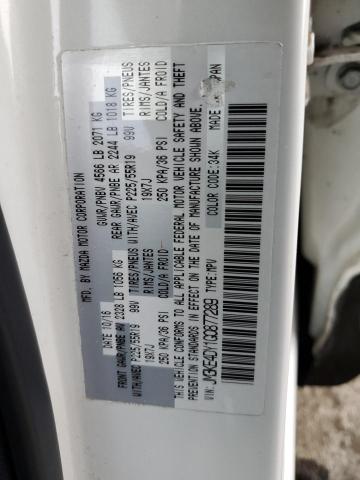 MFD. BY MAZDA MOTOR CORPORATION
DATE: 10/16 GVWR/PNBV 4566 LB 2071 KG
FRONT GAWR/PNBE AV 2328 LB 1056 KG REAR GAWR/PNBE AR 2244 LB 1018 KG
WITH/AVEC P225/55R19 99V TIRES/PNEUS WITH/AVEC P225/55R19 99V TIRES/PNEUS
19X7J RIMS/JANTES 19X7J RIMS/JANTES
250 KPA/36 PSI COLD/A FROID 250 KPA/36 PSI COLD/A FROID
THIS VEHICLE CONFORMS TO ALL APPLICABLE FEDERAL MOTOR VEHICLE SAFETY AND THEFT
PREVENTION STANDARDS IN EFFECT ON THE DATE OF MANUFACTURE SHOWN ABOVE. MADE PAN
VIN: TYPE: MPV COLOR CODE: 34K